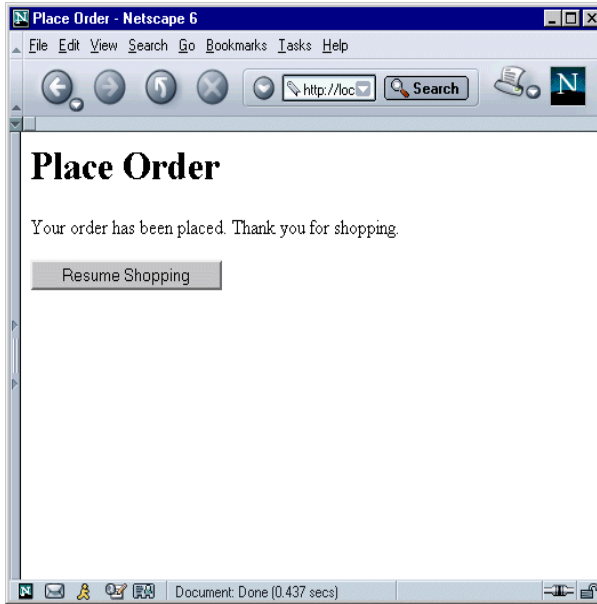 Place Order - Netscape 6
File Edit View Search Go Bookmarks Tasks Help
http://loc Search N
Place Order
Your order has been placed. Thank you for shopping.
Resume Shopping
Document: Done (0.437 secs)